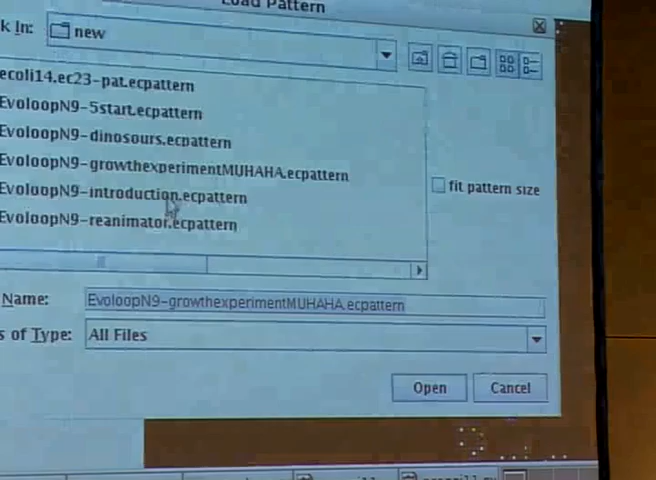 Load Pattern
k In: new
ecoli14.ec23-pat.ecpattern
EvoloopN9-5start.ecpattern
EvoloopN9-dinosours.ecpattern
EvoloopN9-growthexperimentMUHAHA.ecpattern
EvoloopN9-introduction.ecpattern
EvoloopN9-reanimator.ecpattern
fit pattern size
Name: EvoloopN9-growthexperimentMUHAHA.ecpattern
s of Type: All Files
Open Cancel